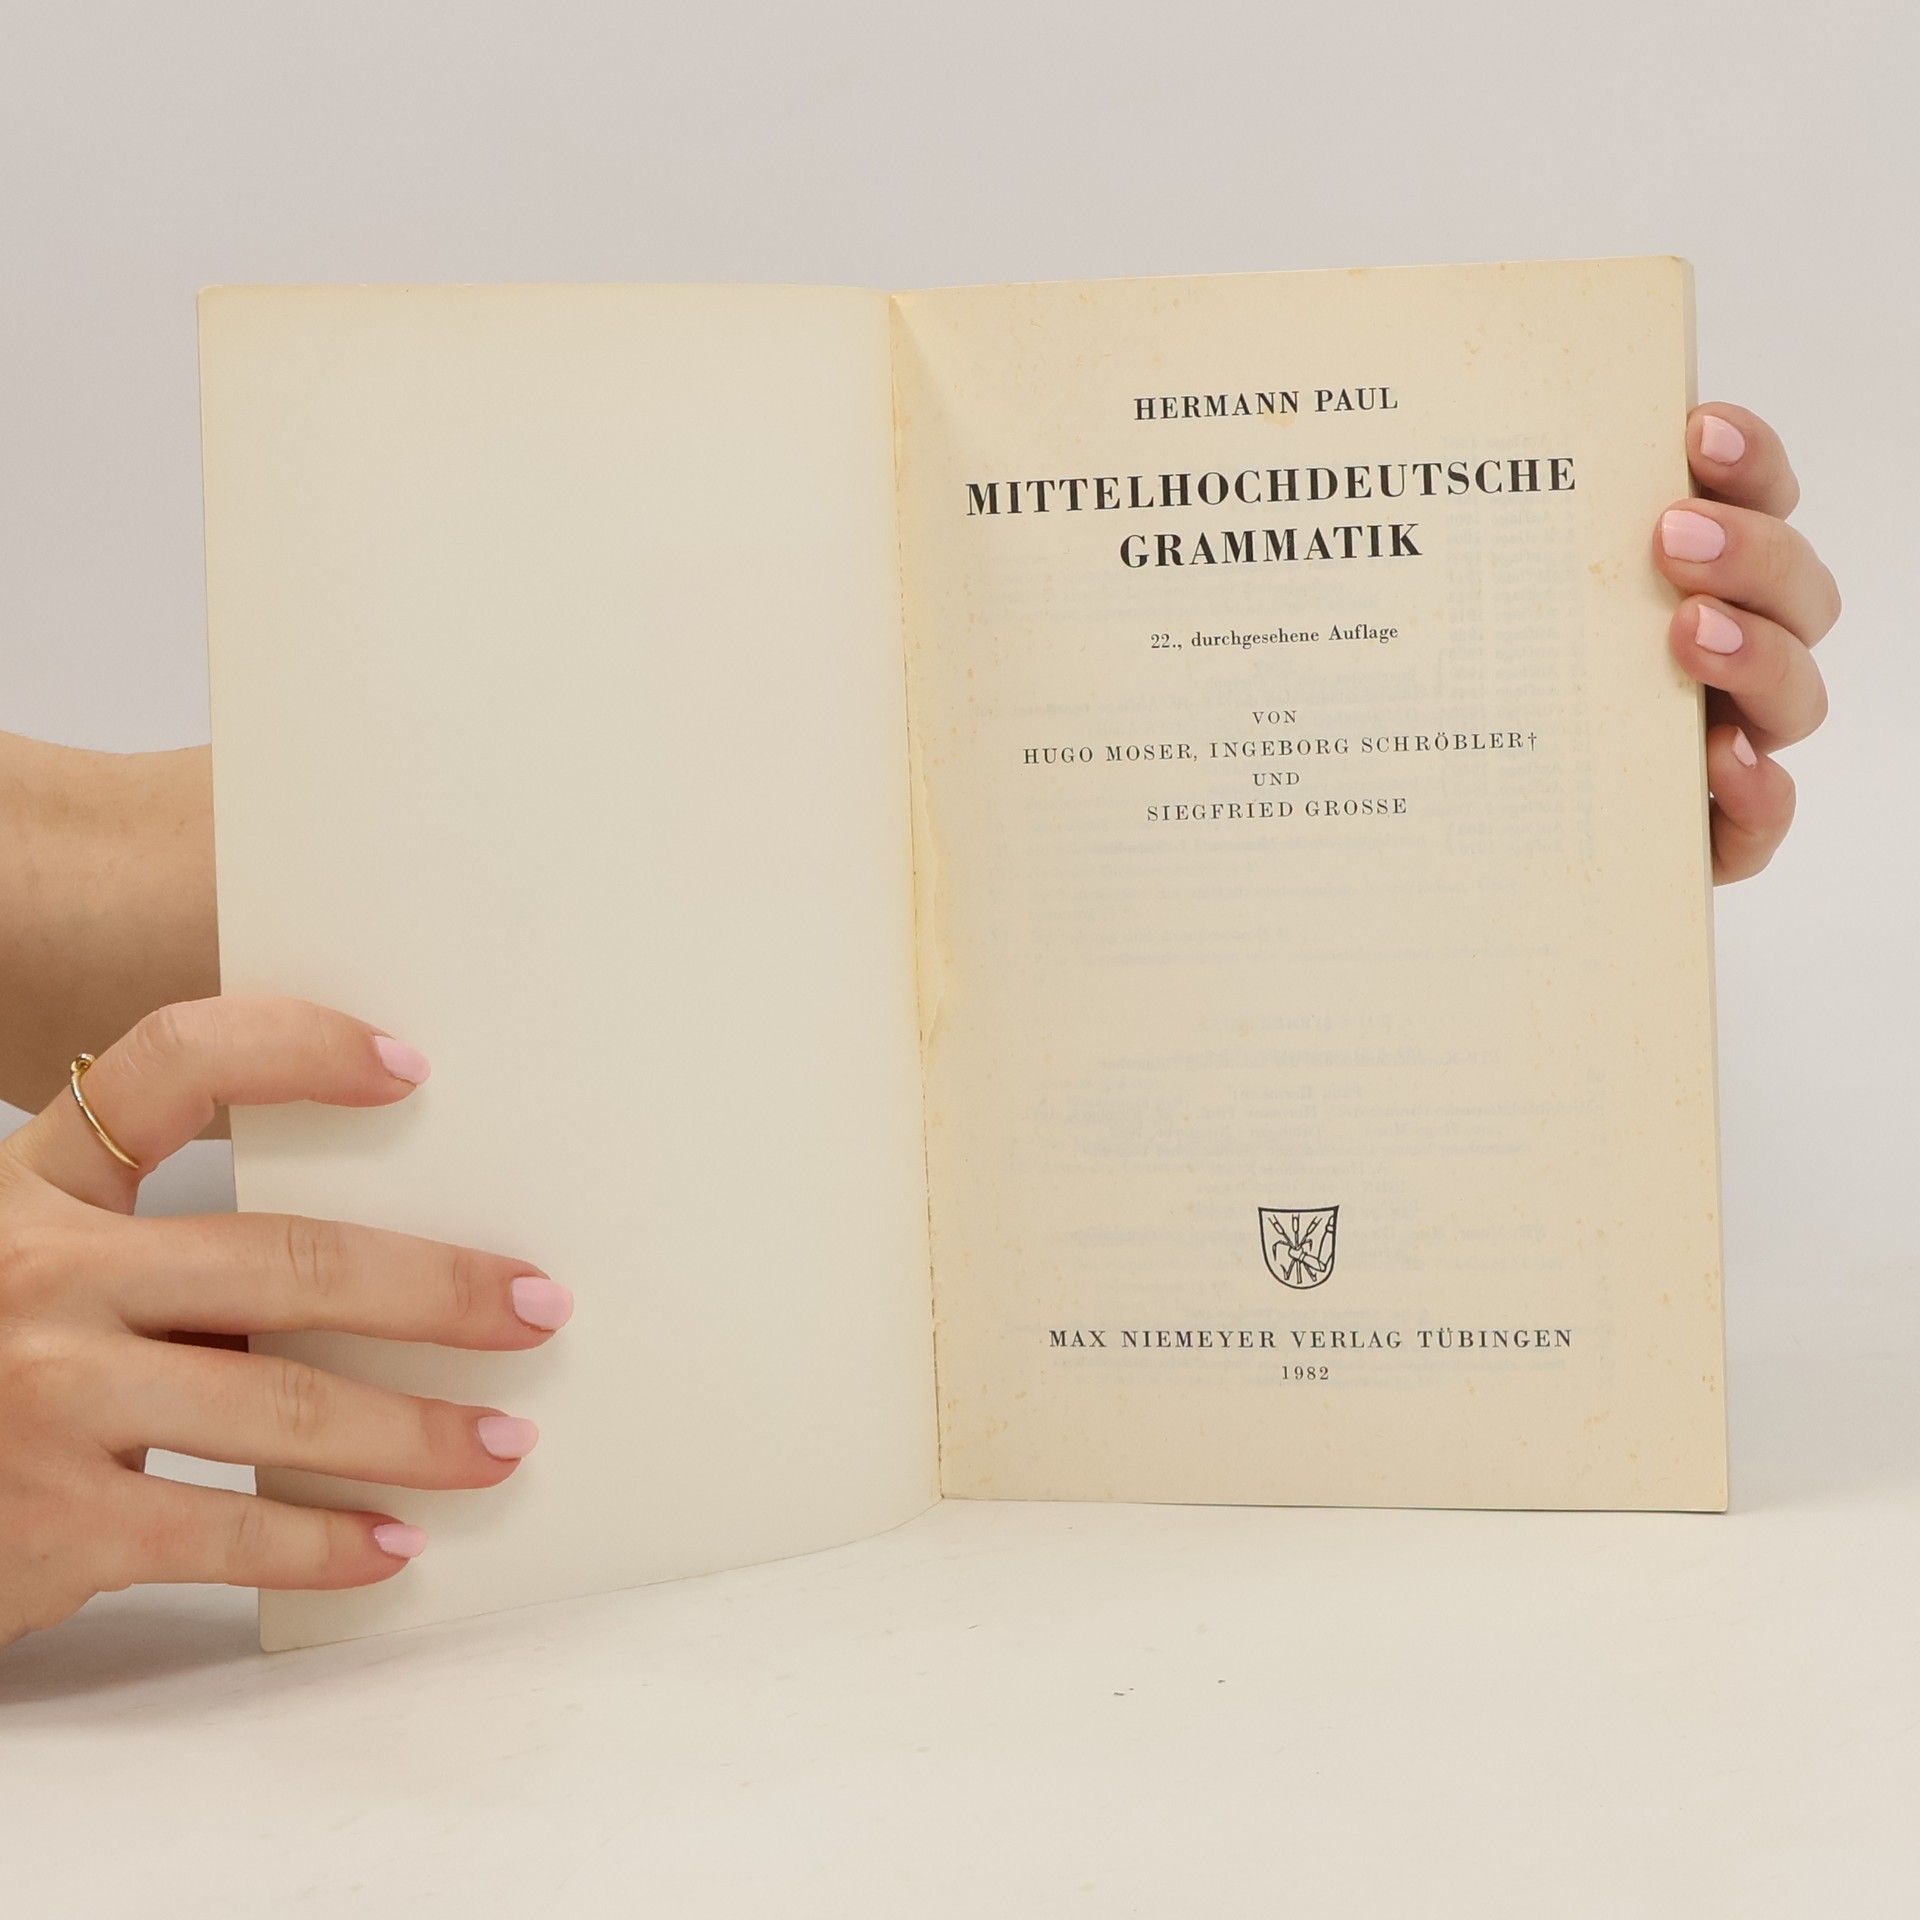 HERMANN PAUL
MITTELHOCHDEUTSCHE
GRAMMATIK
22., durchgesehene Auflage
VON
HUGO MOSER, INGEBORG SCHRÖBLER†
UND
SIEGFRIED GROSSE
MAX NIEMEYER VERLAG TÜBINGEN
1982